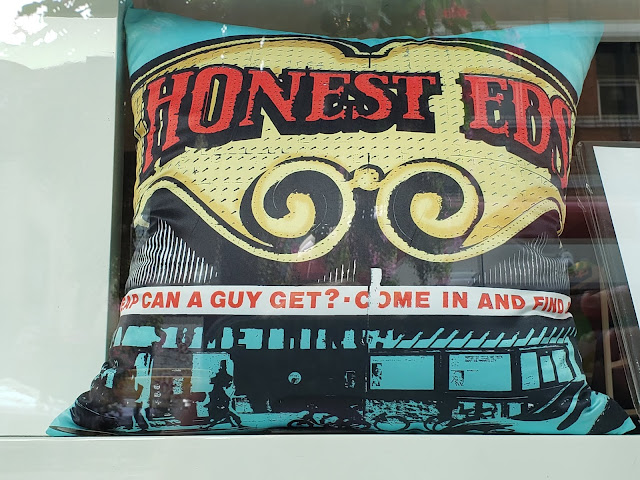 HONEST EDS
CAN A GUY GET? · COME IN AND FIND